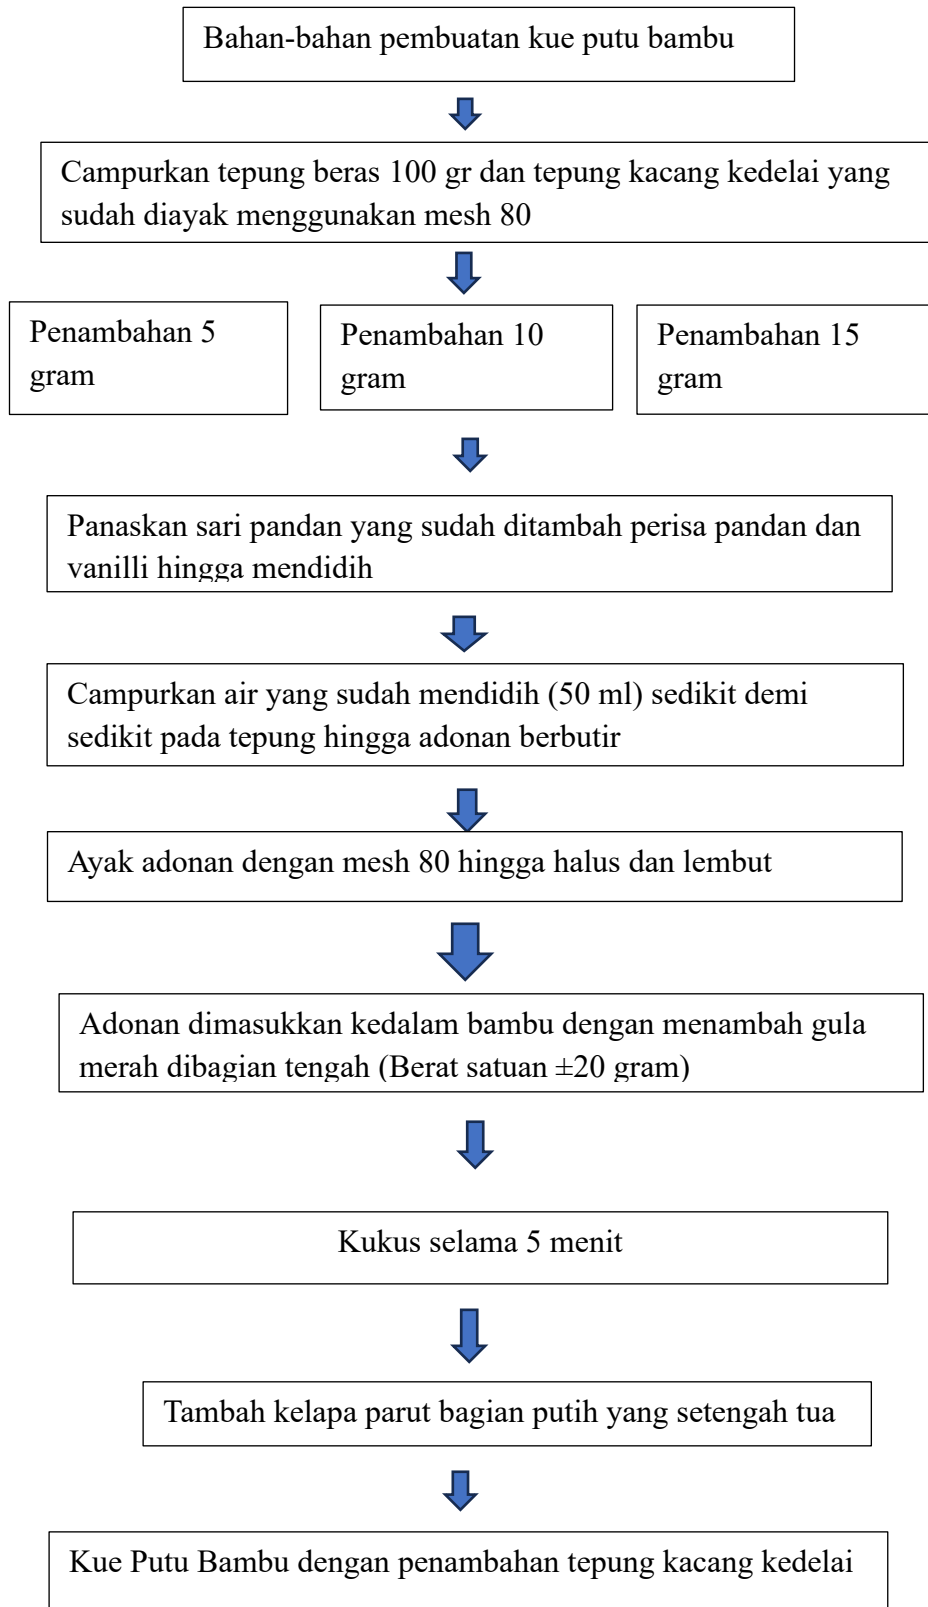 Bahan-bahan pembuatan kue putu bambu
Campurkan tepung beras 100 gr dan tepung kacang kedelai yang
sudah diayak menggunakan mesh 80
Penambahan 5
gram
Penambahan 10
gram
Penambahan 15
gram
Panaskan sari pandan yang sudah ditambah perisa pandan dan
vanilli hingga mendidih
Campurkan air yang sudah mendidih (50 ml) sedikit demi
sedikit pada tepung hingga adonan berbutir
Ayak adonan dengan mesh 80 hingga halus dan lembut
Adonan dimasukkan kedalam bambu dengan menambah gula
merah dibagian tengah (Berat satuan ±20 gram)
Kukus selama 5 menit
Tambah kelapa parut bagian putih yang setengah tua
Kue Putu Bambu dengan penambahan tepung kacang kedelai